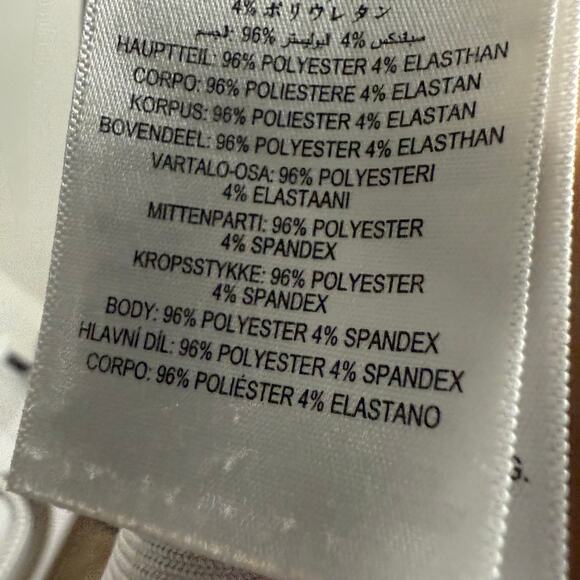 4% ポリウレタン
الجسم: 96% البوليستر 4% سباندكس
HAUPTTEIL: 96% POLYESTER 4% ELASTHAN
CORPO: 96% POLIESTERE 4% ELASTAN
KORPUS: 96% POLIESTER 4% ELASTAN
BOVENDEEL: 96% POLYESTER 4% ELASTHAN
VARTALO-OSA: 96% POLYESTERI
4% ELASTAANI
MITTENPARTI: 96% POLYESTER
4% SPANDEX
KROPSSTYKKE: 96% POLYESTER
4% SPANDEX
BODY: 96% POLYESTER 4% SPANDEX
HLAVNÍ DÍL: 96% POLYESTER 4% SPANDEX
CORPO: 96% POLIÉSTER 4% ELASTANO
G.